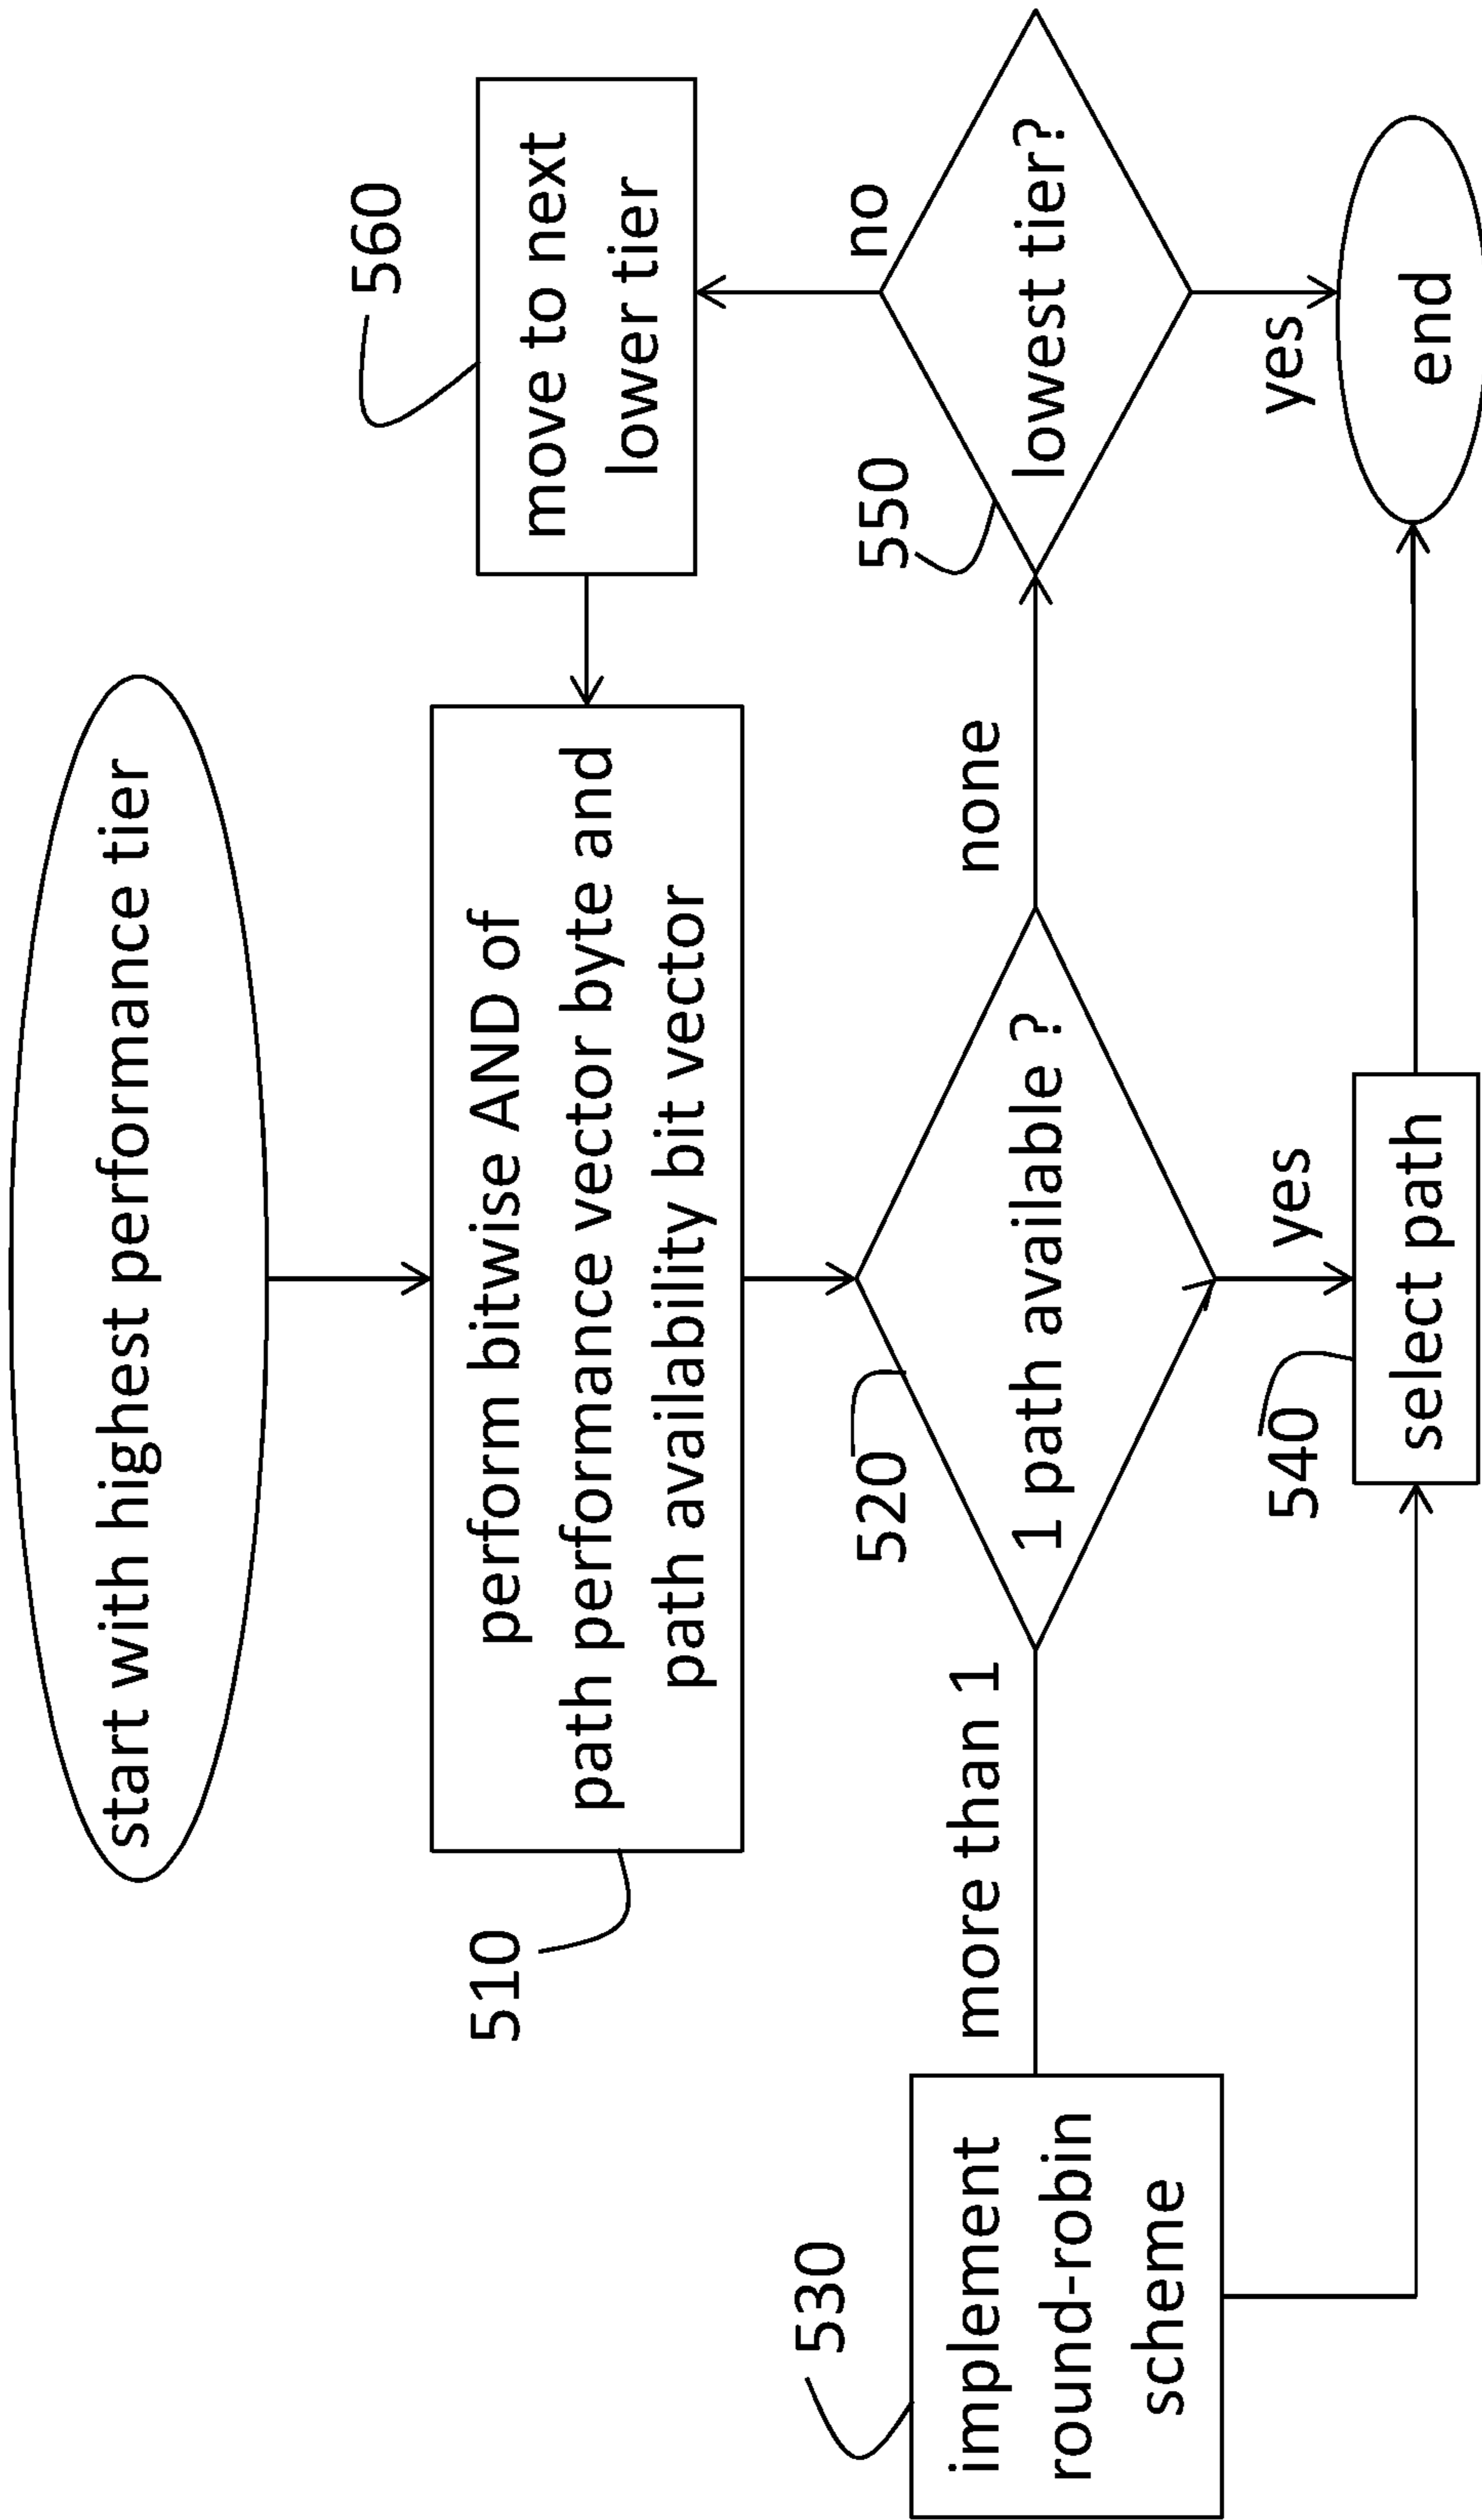 start with highest performance tier
510
perform bitwise AND of
path performance vector byte and
path availability bit vector
560
move to next
lower tier
530
implement
round-robin
scheme
more than 1
520
1 path available ?
none
550
lowest tier?
no
yes
540
select path
yes
end